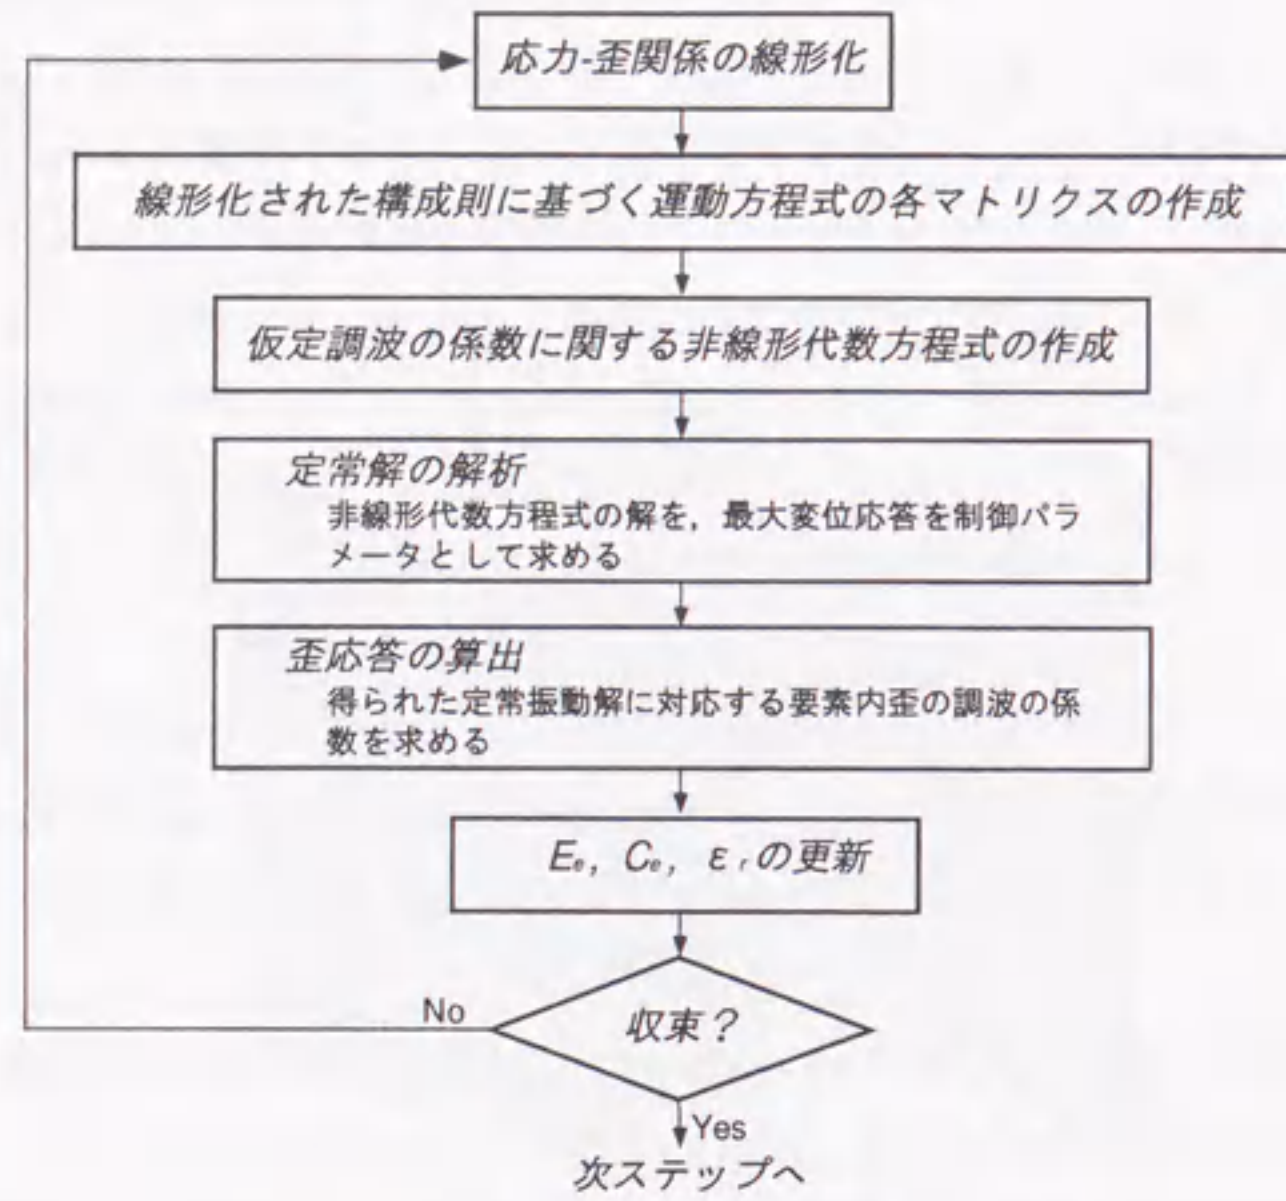 応力-歪関係の線形化
線形化された構成則に基づく運動方程式の各マトリクスの作成
仮定調波の係数に関する非線形代数方程式の作成
定常解の解析
非線形代数方程式の解を，最大変位応答を制御パラ
メータとして求める
歪応答の算出
得られた定常振動解に対応する要素内歪の調波の係
数を求める
Ee，Ce，εrの更新
収束？
No
Yes
次ステップへ